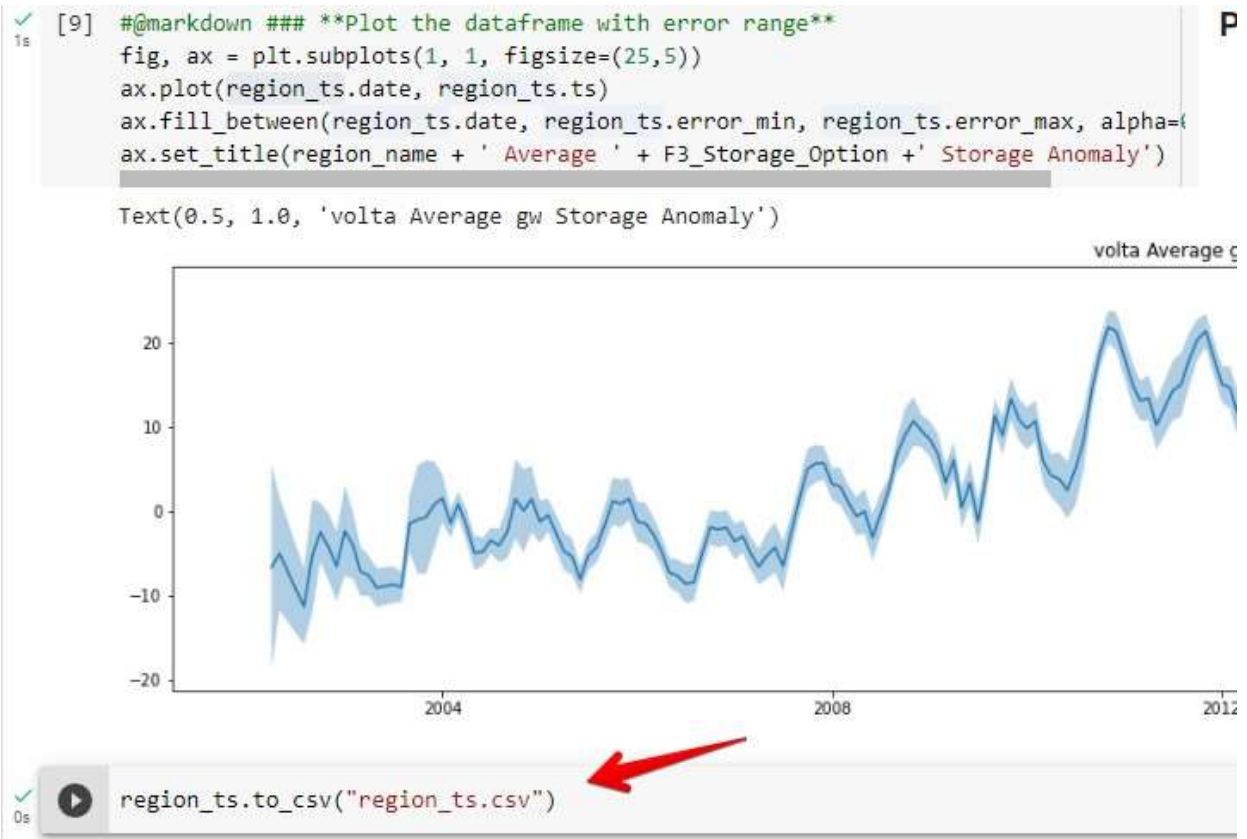 [9] #@markdown ### **Plot the dataframe with error range**
1s
fig, ax = plt.subplots(1, 1, figsize=(25,5))
ax.plot(region_ts.date, region_ts.ts)
ax.fill_between(region_ts.date, region_ts.error_min, region_ts.error_max, alpha=
ax.set_title(region_name + ' Average ' + F3_Storage_Option +' Storage Anomaly')
P
Text(0.5, 1.0, 'volta Average gw Storage Anomaly')
volta Average g
20
10
0
−10
−20
2004 2008 2012
region_ts.to_csv("region_ts.csv")
0s